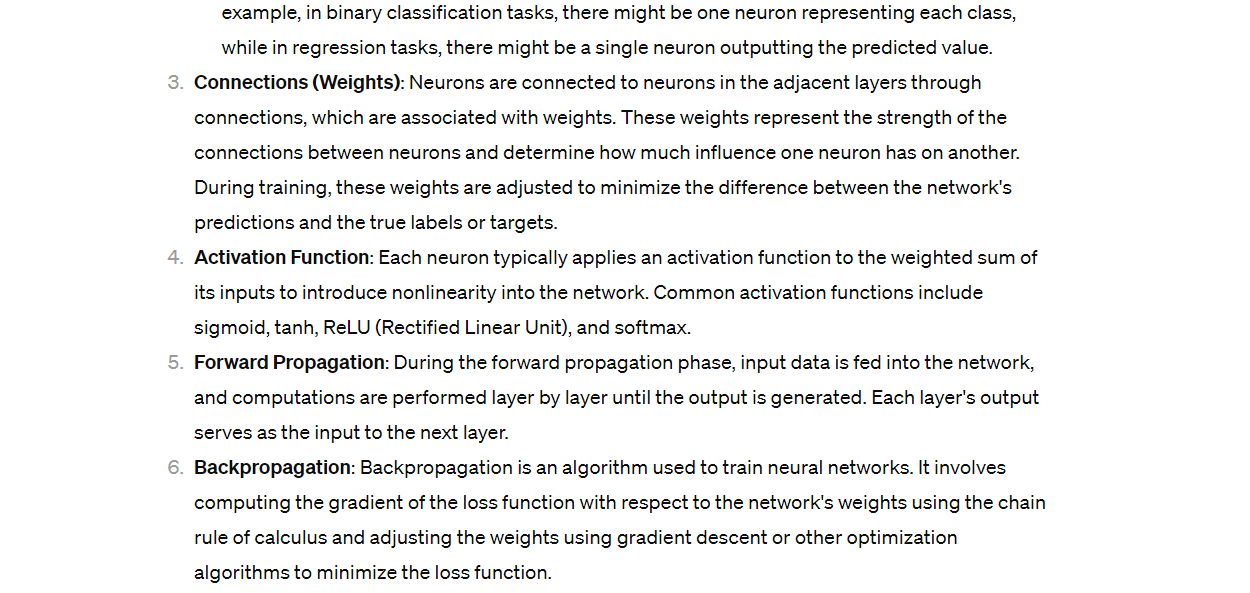 example, in binary classification tasks, there might be one neuron representing each class,
while in regression tasks, there might be a single neuron outputting the predicted value.
3. Connections (Weights): Neurons are connected to neurons in the adjacent layers through
connections, which are associated with weights. These weights represent the strength of the
connections between neurons and determine how much influence one neuron has on another.
During training, these weights are adjusted to minimize the difference between the network's
predictions and the true labels or targets.
4. Activation Function: Each neuron typically applies an activation function to the weighted sum of
its inputs to introduce nonlinearity into the network. Common activation functions include
sigmoid, tanh, ReLU (Rectified Linear Unit), and softmax.
5. Forward Propagation: During the forward propagation phase, input data is fed into the network,
and computations are performed layer by layer until the output is generated. Each layer's output
serves as the input to the next layer.
6. Backpropagation: Backpropagation is an algorithm used to train neural networks. It involves
computing the gradient of the loss function with respect to the network's weights using the chain
rule of calculus and adjusting the weights using gradient descent or other optimization
algorithms to minimize the loss function.